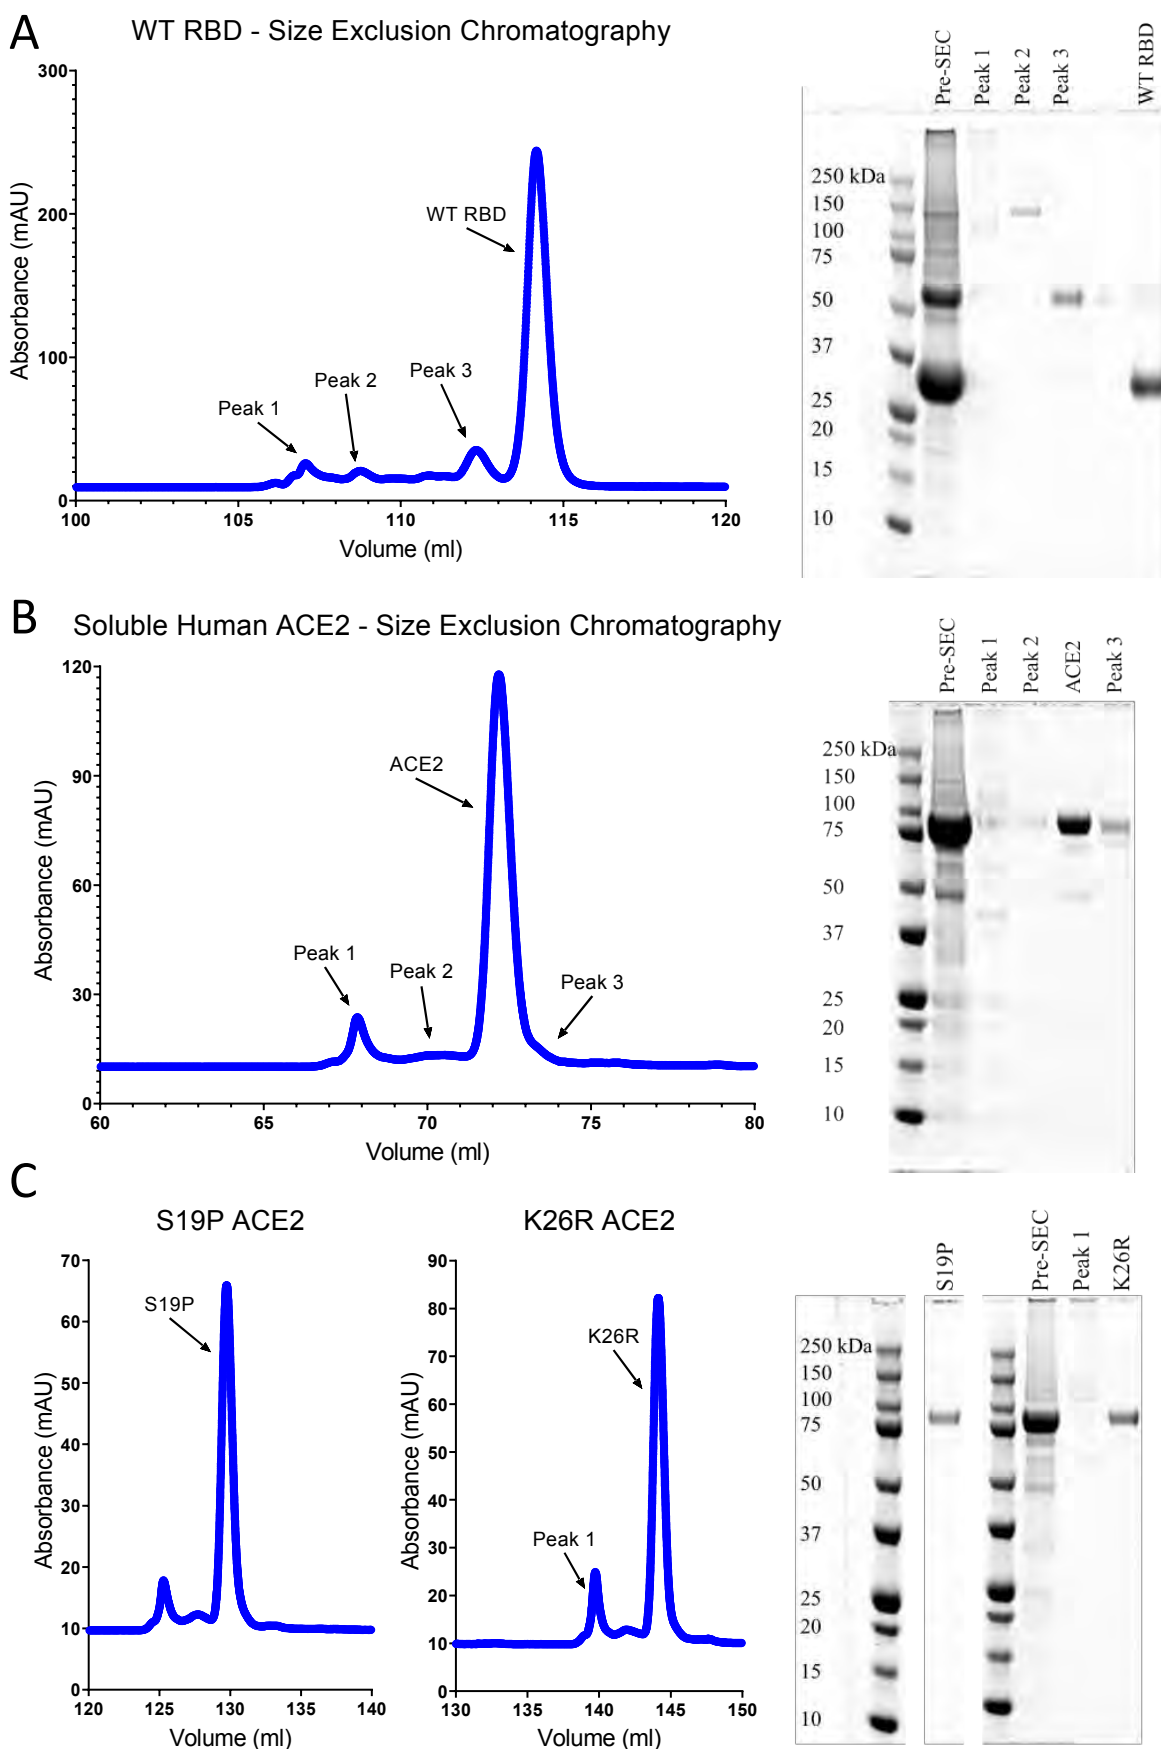 A
WT RBD - Size Exclusion Chromatography
300
200
100
0
Absorbance (mAU)
WT RBD
Peak 1
Peak 2
Peak 3
100
105
110
115
120
Volume (ml)
Pre-SEC
Peak 1
Peak 2
Peak 3
WT RBD
250 kDa
150
100
75
50
37
25
20
15
10
B
Soluble Human ACE2 - Size Exclusion Chromatography
120
90
60
30
0
Absorbance (mAU)
ACE2
Peak 1
Peak 2
Peak 3
60
65
70
75
80
Volume (ml)
Pre-SEC
Peak 1
Peak 2
ACE2
Peak 3
250 kDa
150
100
75
50
37
25
20
15
10
C
S19P ACE2
70
60
50
40
30
20
10
0
Absorbance (mAU)
S19P
120
125
130
135
140
Volume (ml)
K26R ACE2
90
80
70
60
50
40
30
20
10
0
Absorbance (mAU)
K26R
Peak 1
130
135
140
145
150
Volume (ml)
S19P
Pre-SEC
Peak 1
K26R
250 kDa
150
100
75
50
37
25
20
15
10